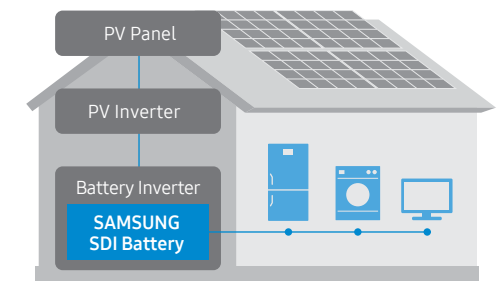 PV Panel
PV Inverter
Battery Inverter
SAMSUNG
SDI Battery